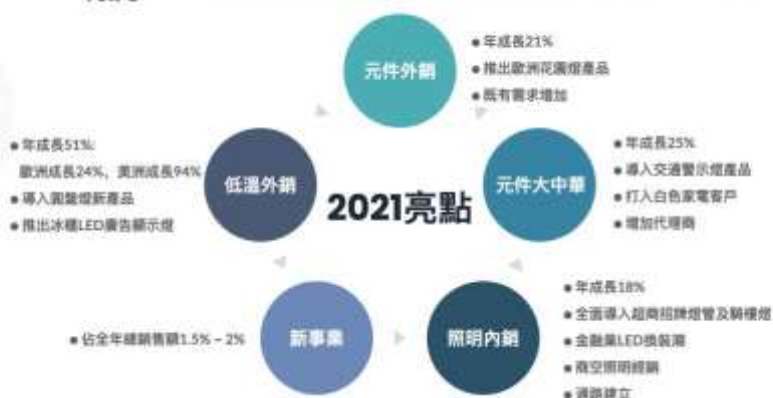 元件外銷
● 年成長21%
● 推出歐洲花園燈產品
● 既有需求增加
元件大中華
● 年成長25%
● 導入交通警示燈產品
● 打入白色家電客戶
● 增加代理商
照明內銷
● 年成長18%
● 全面導入超商招牌燈管及騎樓燈
● 金融業LED換裝潮
● 商空照明經銷
● 通路建立
新事業
● 佔全年總銷售額1.5% – 2%
低溫外銷
● 年成長51%:
歐洲成長24%, 美洲成長94%
● 導入圓盤燈新產品
● 推出冰櫃LED廣告顯示燈
2021亮點